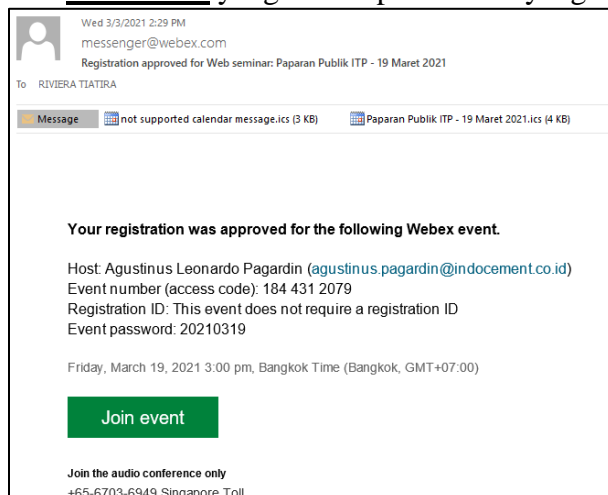 Wed 3/3/2021 2:29 PM
messenger@webex.com
Registration approved for Web seminar: Paparan Publik ITP - 19 Maret 2021
To RIVIERA TIATIRA
Message not supported calendar message.ics (3 KB) Paparan Publik ITP - 19 Maret 2021.ics (4 KB)
Your registration was approved for the following Webex event.
Host: Agustinus Leonardo Pagardin (agustinus.pagardin@indocement.co.id)
Event number (access code): 184 431 2079
Registration ID: This event does not require a registration ID
Event password: 20210319
Friday, March 19, 2021 3:00 pm, Bangkok Time (Bangkok, GMT+07:00)
Join event
Join the audio conference only
+65-6703-6949 Singapore Toll